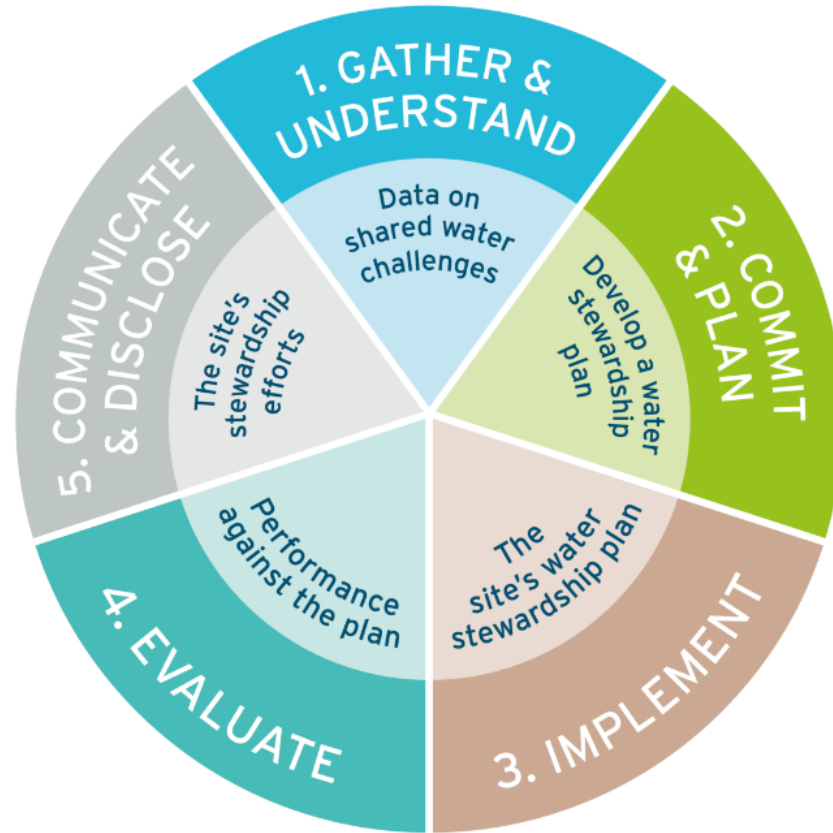 1. GATHER &
UNDERSTAND
Data on
shared water
challenges
2. COMMIT
& PLAN
Develop a water
stewardship
plan
3. IMPLEMENT
The
site's water
stewardship plan
4. EVALUATE
Performance
against the plan
5. COMMUNICATE
& DISCLOSE
The site's
stewardship
efforts